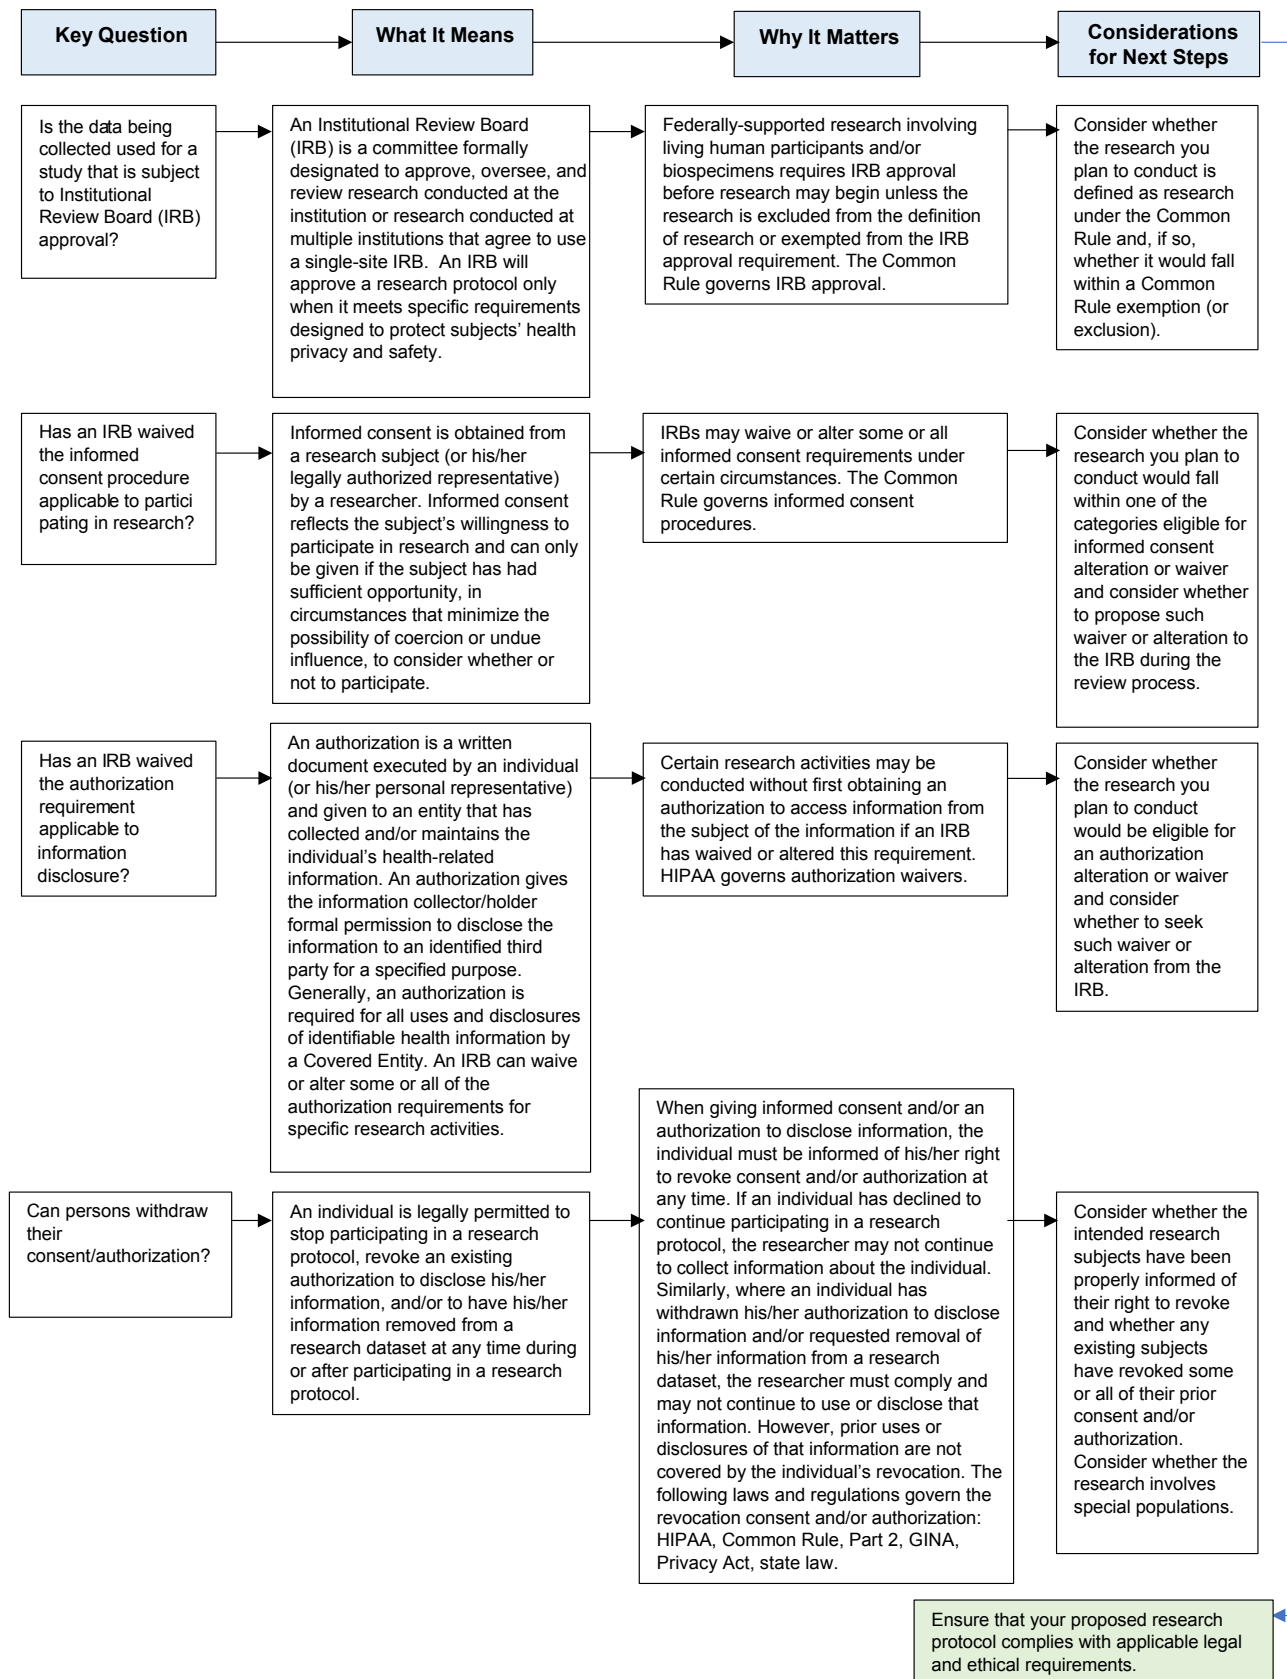 Key Question
What It Means
Why It Matters
Considerations
for Next Steps
Is the data being
collected used for a
study that is subject
to Institutional
Review Board (IRB)
approval?
An Institutional Review Board
(IRB) is a committee formally
designated to approve, oversee, and
review research conducted at the
institution or research conducted at
multiple institutions that agree to use
a single-site IRB.  An IRB will
approve a research protocol only
when it meets specific requirements
designed to protect subjects’ health
privacy and safety.
Federally-supported research involving
living human participants and/or
biospecimens requires IRB approval
before research may begin unless the
research is excluded from the definition
of research or exempted from the IRB
approval requirement. The Common
Rule governs IRB approval.
Consider whether
the research you
plan to conduct is
defined as research
under the Common
Rule and, if so,
whether it would fall
within a Common
Rule exemption (or
exclusion).
Has an IRB waived
the informed
consent procedure
applicable to partici
pating in research?
Informed consent is obtained from
a research subject (or his/her
legally authorized representative)
by a researcher. Informed consent
reflects the subject’s willingness to
participate in research and can only
be given if the subject has had
sufficient opportunity, in
circumstances that minimize the
possibility of coercion or undue
influence, to consider whether or
not to participate.
IRBs may waive or alter some or all
informed consent requirements under
certain circumstances. The Common
Rule governs informed consent
procedures.
Consider whether the
research you plan to
conduct would fall
within one of the
categories eligible for
informed consent
alteration or waiver
and consider whether
to propose such
waiver or alteration to
the IRB during the
review process.
Has an IRB waived
the authorization
requirement
applicable to
information
disclosure?
An authorization is a written
document executed by an individual
(or his/her personal representative)
and given to an entity that has
collected and/or maintains the
individual’s health-related
information. An authorization gives
the information collector/holder
formal permission to disclose the
information to an identified third
party for a specified purpose.
Generally, an authorization is
required for all uses and disclosures
of identifiable health information by
a Covered Entity. An IRB can waive
or alter some or all of the
authorization requirements for
specific research activities.
Certain research activities may be
conducted without first obtaining an
authorization to access information from
the subject of the information if an IRB
has waived or altered this requirement.
HIPAA governs authorization waivers.
Consider whether
the research you
plan to conduct
would be eligible for
an authorization
alteration or waiver
and consider
whether to seek
such waiver or
alteration from the
IRB.
Can persons withdraw
their
consent/authorization?
An individual is legally permitted to
stop participating in a research
protocol, revoke an existing
authorization to disclose his/her
information, and/or to have his/her
information removed from a
research dataset at any time during
or after participating in a research
protocol.
When giving informed consent and/or an
authorization to disclose information, the
individual must be informed of his/her right
to revoke consent and/or authorization at
any time. If an individual has declined to
continue participating in a research
protocol, the researcher may not continue
to collect information about the individual.
Similarly, where an individual has
withdrawn his/her authorization to disclose
information and/or requested removal of
his/her information from a research
dataset, the researcher must comply and
may not continue to use or disclose that
information. However, prior uses or
disclosures of that information are not
covered by the individual’s revocation. The
following laws and regulations govern the
revocation consent and/or authorization:
HIPAA, Common Rule, Part 2, GINA,
Privacy Act, state law.
Consider whether the
intended research
subjects have been
properly informed of
their right to revoke
and whether any
existing subjects
have revoked some
or all of their prior
consent and/or
authorization.
Consider whether the
research involves
special populations.
Ensure that your proposed research
protocol complies with applicable legal
and ethical requirements.